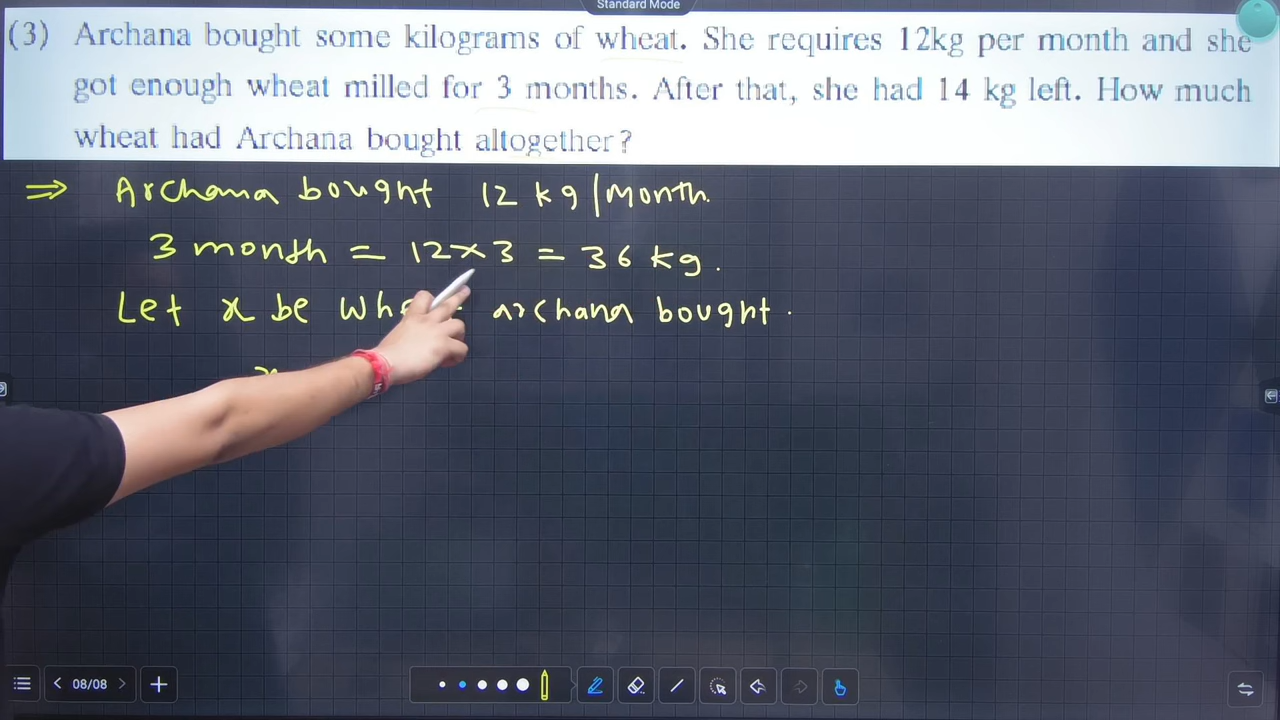 Standard Mode
(3) Archana bought some kilograms of wheat. She requires 12kg per month and she
got enough wheat milled for 3 months. After that, she had 14 kg left. How much
wheat had Archana bought altogether?
⇒ Archana bought 12 kg/month.
3 month = 12×3 = 36 kg.
Let x be archana bought.
x
08/08